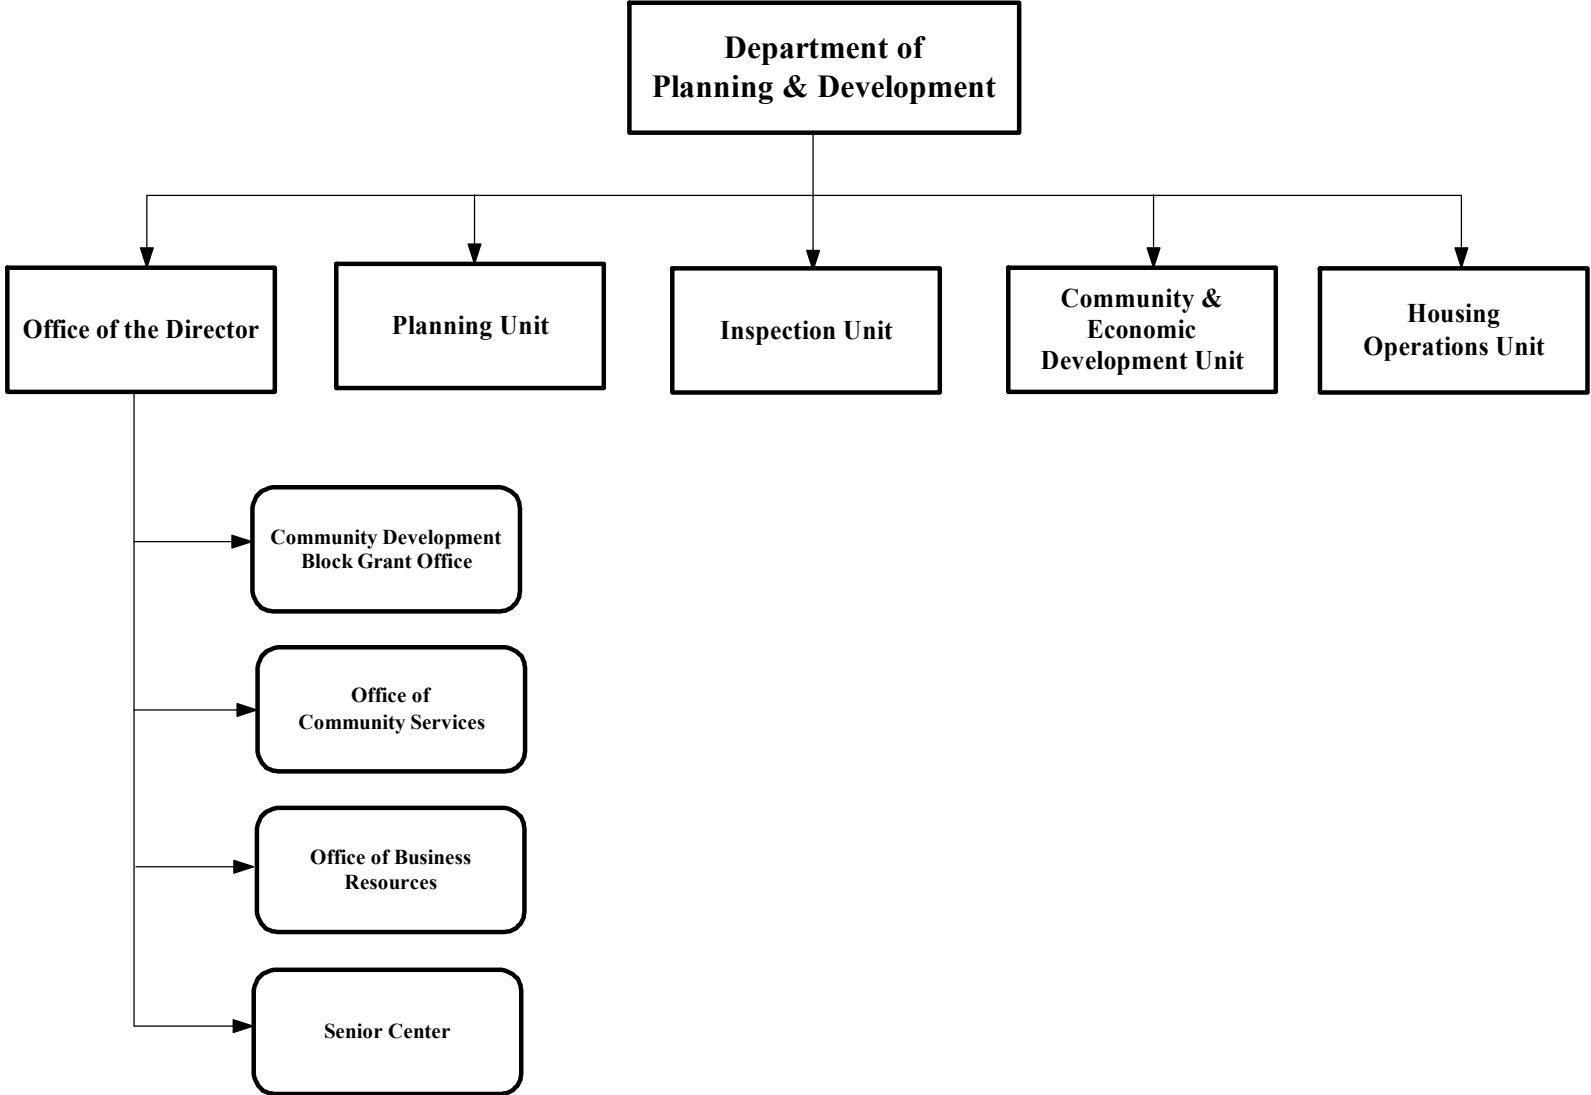 Department of
Planning & Development
Office of the Director
Planning Unit
Inspection Unit
Community &
Economic
Development Unit
Housing
Operations Unit
Community Development
Block Grant Office
Office of
Community Services
Office of Business
Resources
Senior Center